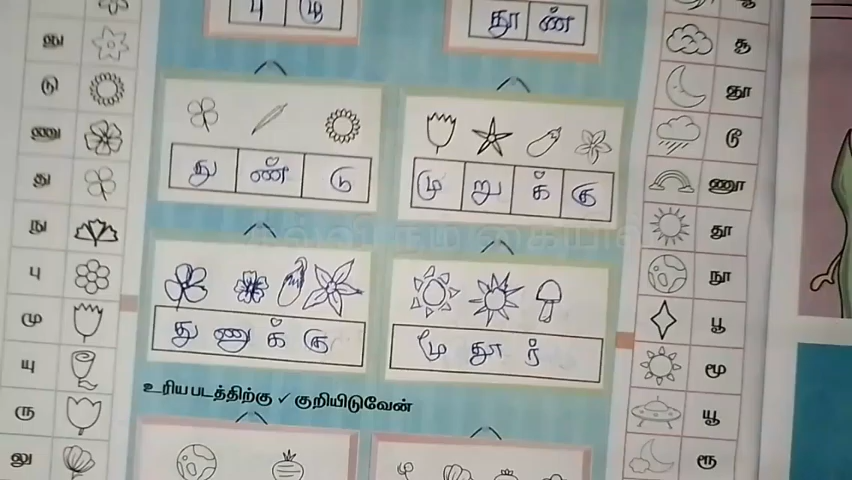 பு ழு
தூ ண்
து ண் டு
மு று க் கு
து ணு க் கு
மூ தூ ர்
உரிய படத்திற்கு ✓ குறியிடுவேன்
னு
டு
ணு
து
நு
பு
மு
யு
ரு
லு
சூ
ஞூ
டூ
ணூ
தூ
நூ
பூ
மூ
யூ
ரூ